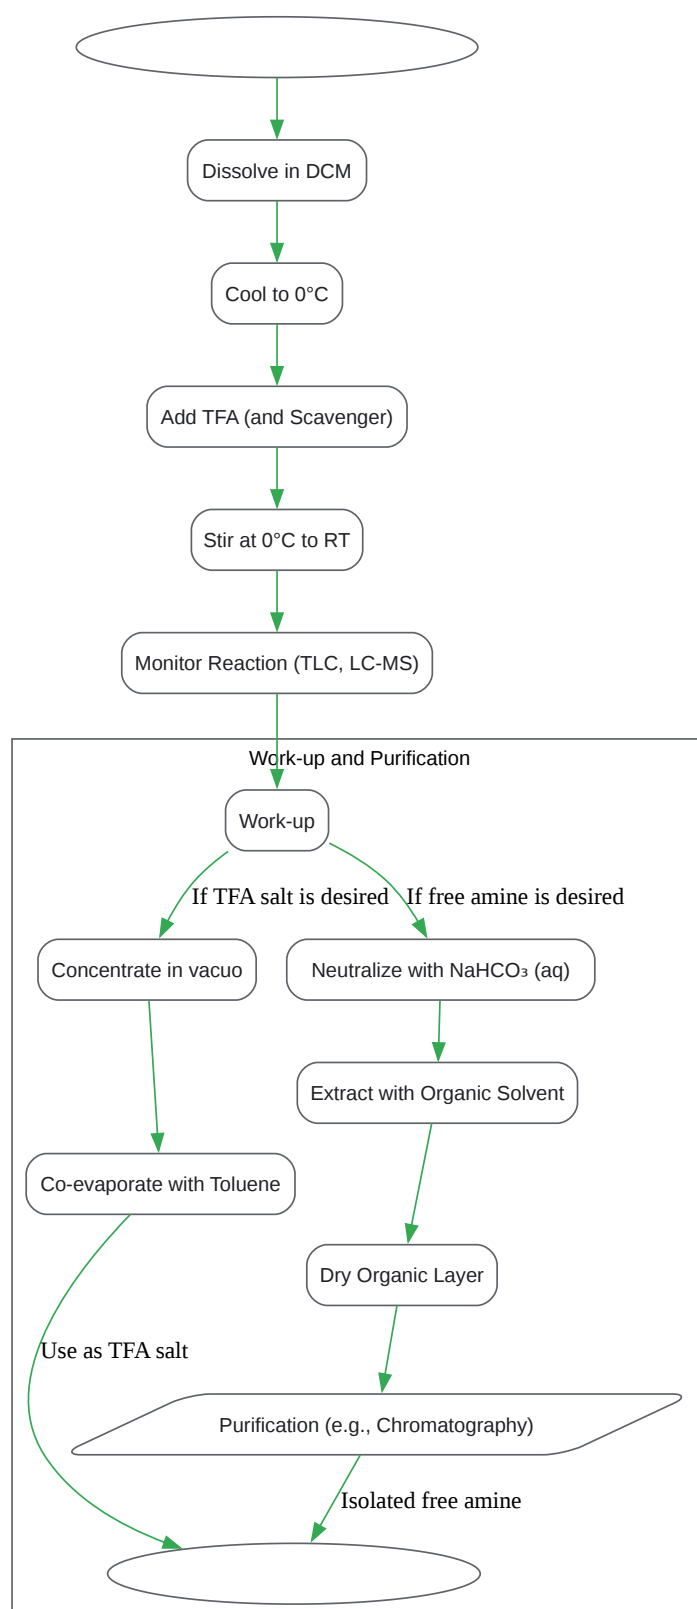 Dissolve in DCM
Cool to 0°C
Add TFA (and Scavenger)
Stir at 0°C to RT
Monitor Reaction (TLC, LC-MS)
Work-up and Purification
Work-up
If TFA salt is desired
If free amine is desired
Concentrate in vacuo
Neutralize with NaHCO₃ (aq)
Extract with Organic Solvent
Co-evaporate with Toluene
Dry Organic Layer
Use as TFA salt
Purification (e.g., Chromatography)
Isolated free amine